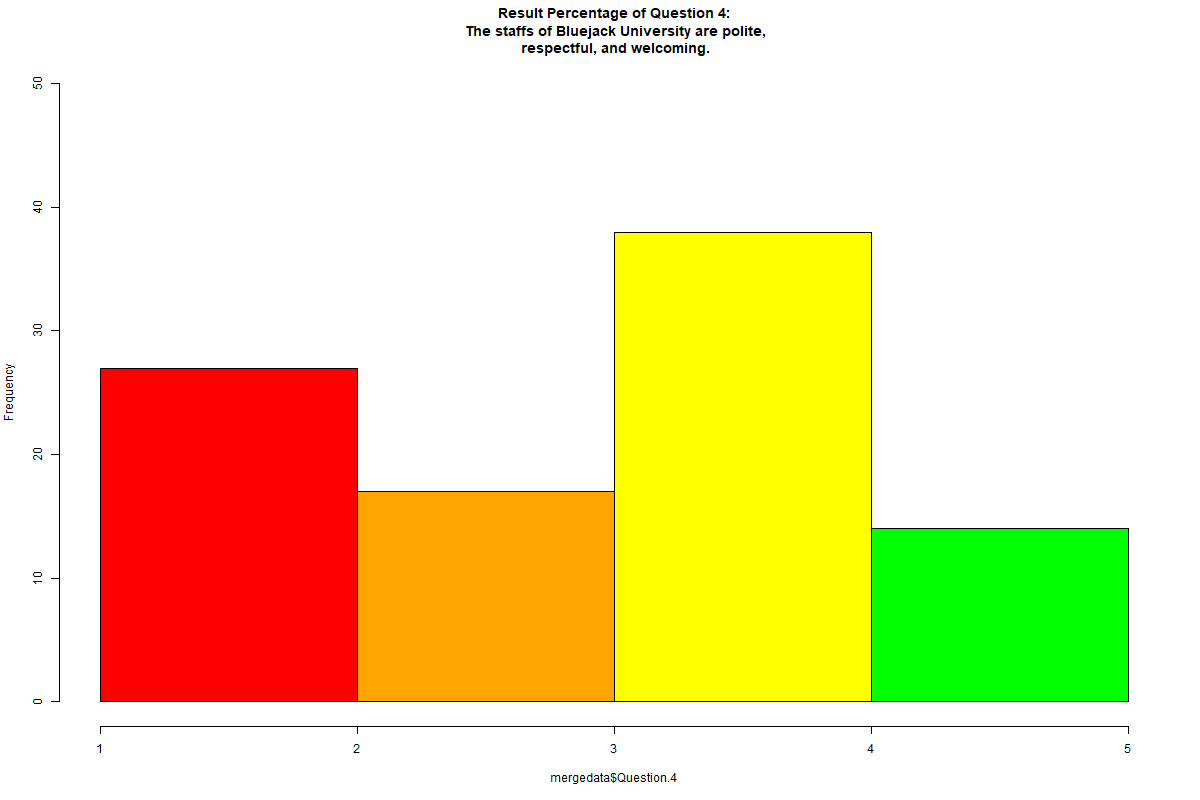 Result Percentage of Question 4:
The staffs of Bluejack University are polite,
respectful, and welcoming.
50
40
30
20
10
0
Frequency
1 2 3 4 5
mergedata$Question.4